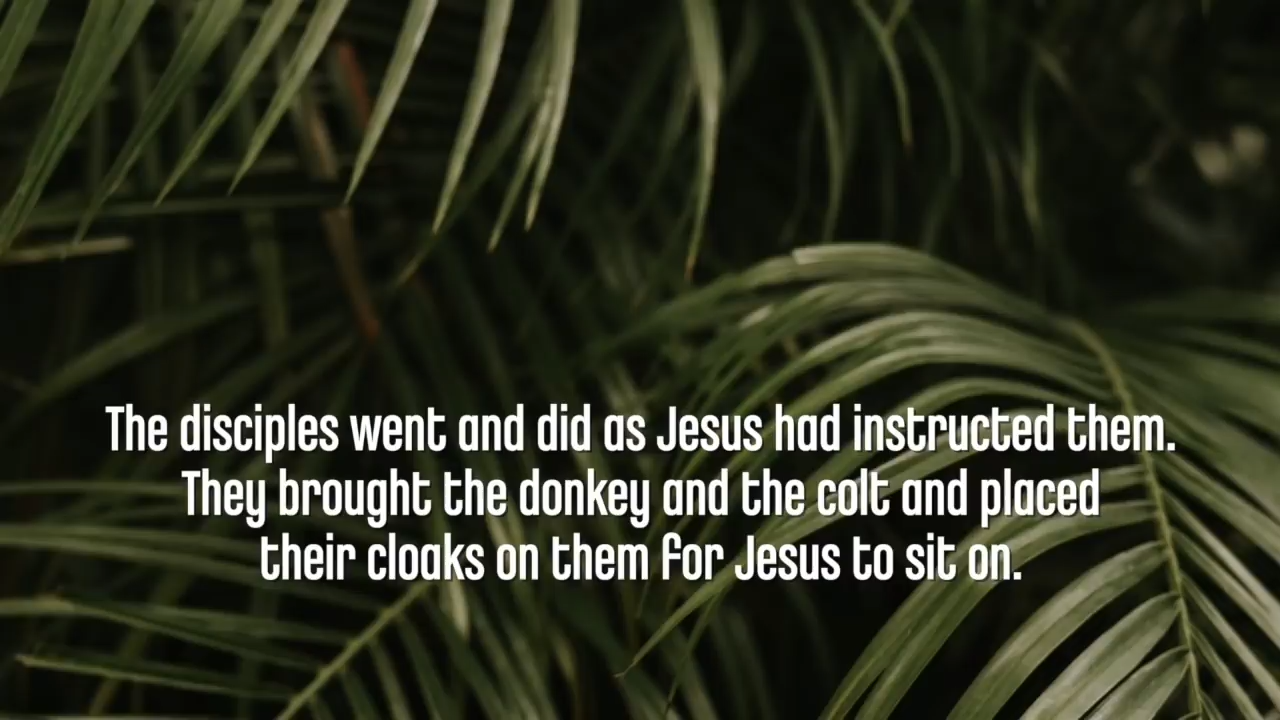 The disciples went and did as Jesus had instructed them.
They brought the donkey and the colt and placed
their cloaks on them for Jesus to sit on.